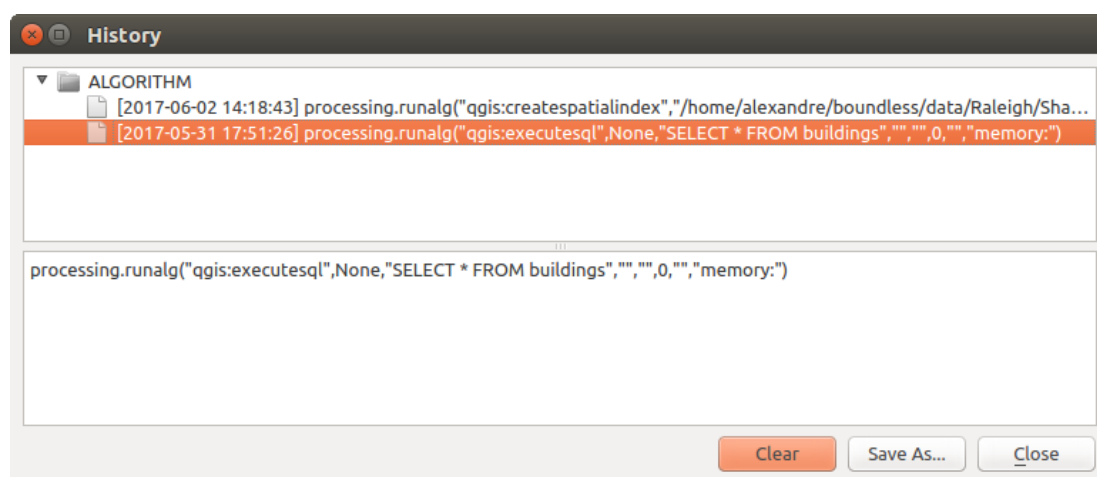 History
ALGORITHM
[2017-06-02 14:18:43] processing.runalg("qgis:createspatialindex","/home/alexandre/boundless/data/Raleigh/Sha...
[2017-05-31 17:51:26] processing.runalg("qgis:executesql",None,"SELECT * FROM buildings","","",0,"","memory:")
processing.runalg("qgis:executesql",None,"SELECT * FROM buildings","","",0,"","memory:")
Clear Save As... Close